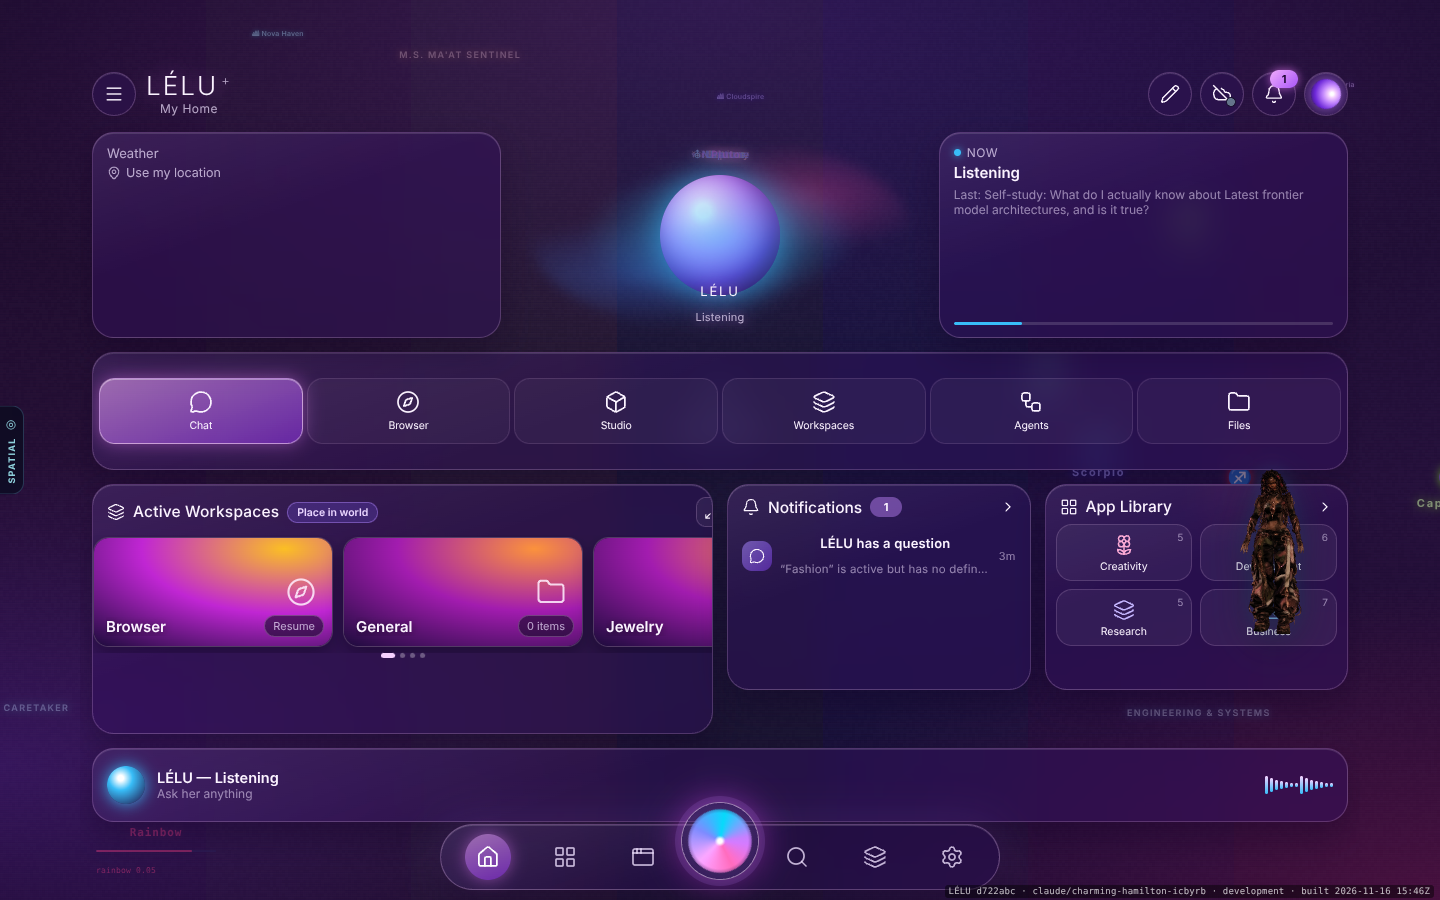 Nova Haven
M.S. MA'AT SENTINEL
Cloudspire
LÉLU +
My Home
1
Weather
Use my location
LÉLU
Listening
NOW
Listening
Last: Self-study: What do I actually know about Latest frontier
model architectures, and is it true?
SPATIAL
Chat
Browser
Studio
Workspaces
Agents
Files
Scorpio
Active Workspaces
Place in world
Browser
Resume
General
0 items
Jewelry
Notifications
1
LÉLU has a question
"Fashion" is active but has no defin...
3m
App Library
Creativity
5
6
Research
5
7
CARETAKER
ENGINEERING & SYSTEMS
LÉLU — Listening
Ask her anything
Rainbow
rainbow 0.05
LÉLU d722abc · claude/charming-hamilton-icbyrb · development · built 2026-11-16 15:46Z